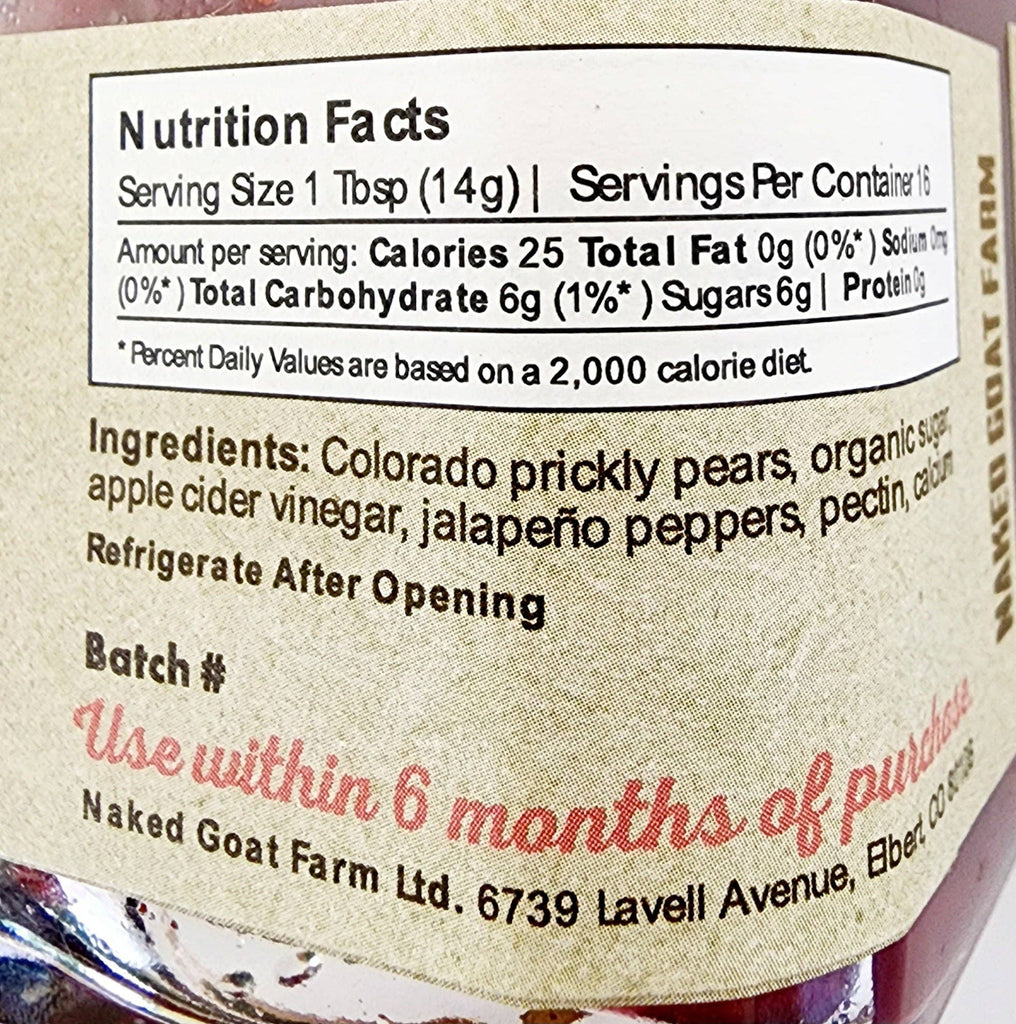 Nutrition Facts
Serving Size 1 Tbsp (14g) | Servings Per Container 16
Amount per serving: Calories 25 Total Fat 0g (0%*) Sodium 0mg
(0%*) Total Carbohydrate 6g (1%*) Sugars 6g | Protein 0g
*Percent Daily Values are based on a 2,000 calorie diet.
Ingredients: Colorado prickly pears, organic sugar,
apple cider vinegar, jalapeño peppers, pectin, calcium
Refrigerate After Opening
Batch #
Use within 6 months of purchase.
Naked Goat Farm Ltd. 6739 Lavell Avenue, Elbert, CO 80106
NAKED GOAT FARM